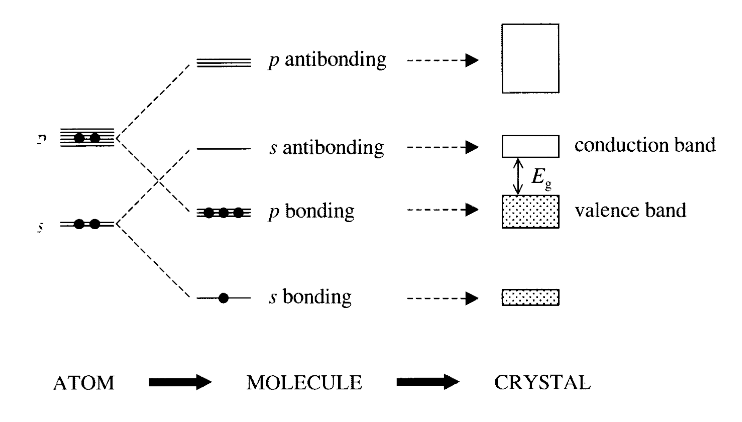 p antibonding
s antibonding
conduction band
E_g
p bonding
valence band
s bonding
ATOM
MOLECULE
CRYSTAL